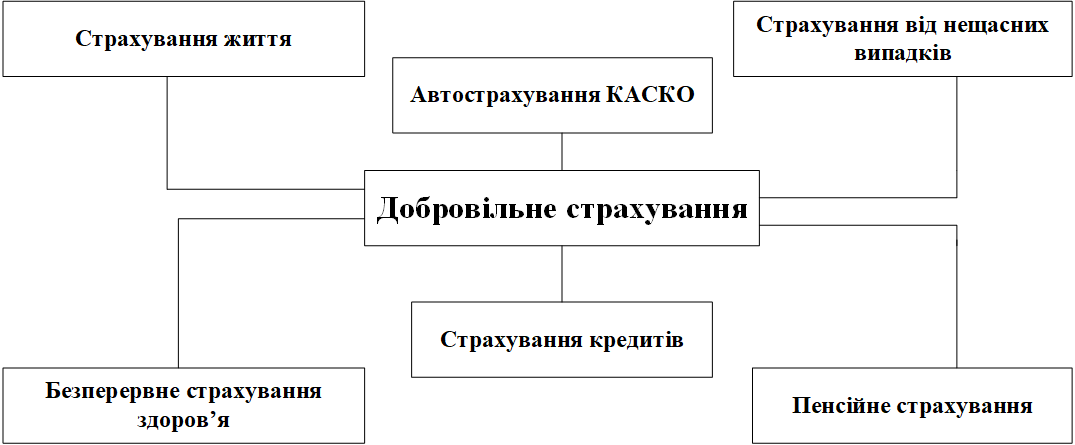 Страхування життя
Страхування від нещасних
випадків
Автострахування КАСКО
Добровільне страхування
Страхування кредитів
Безперервне страхування
здоров’я
Пенсійне страхування